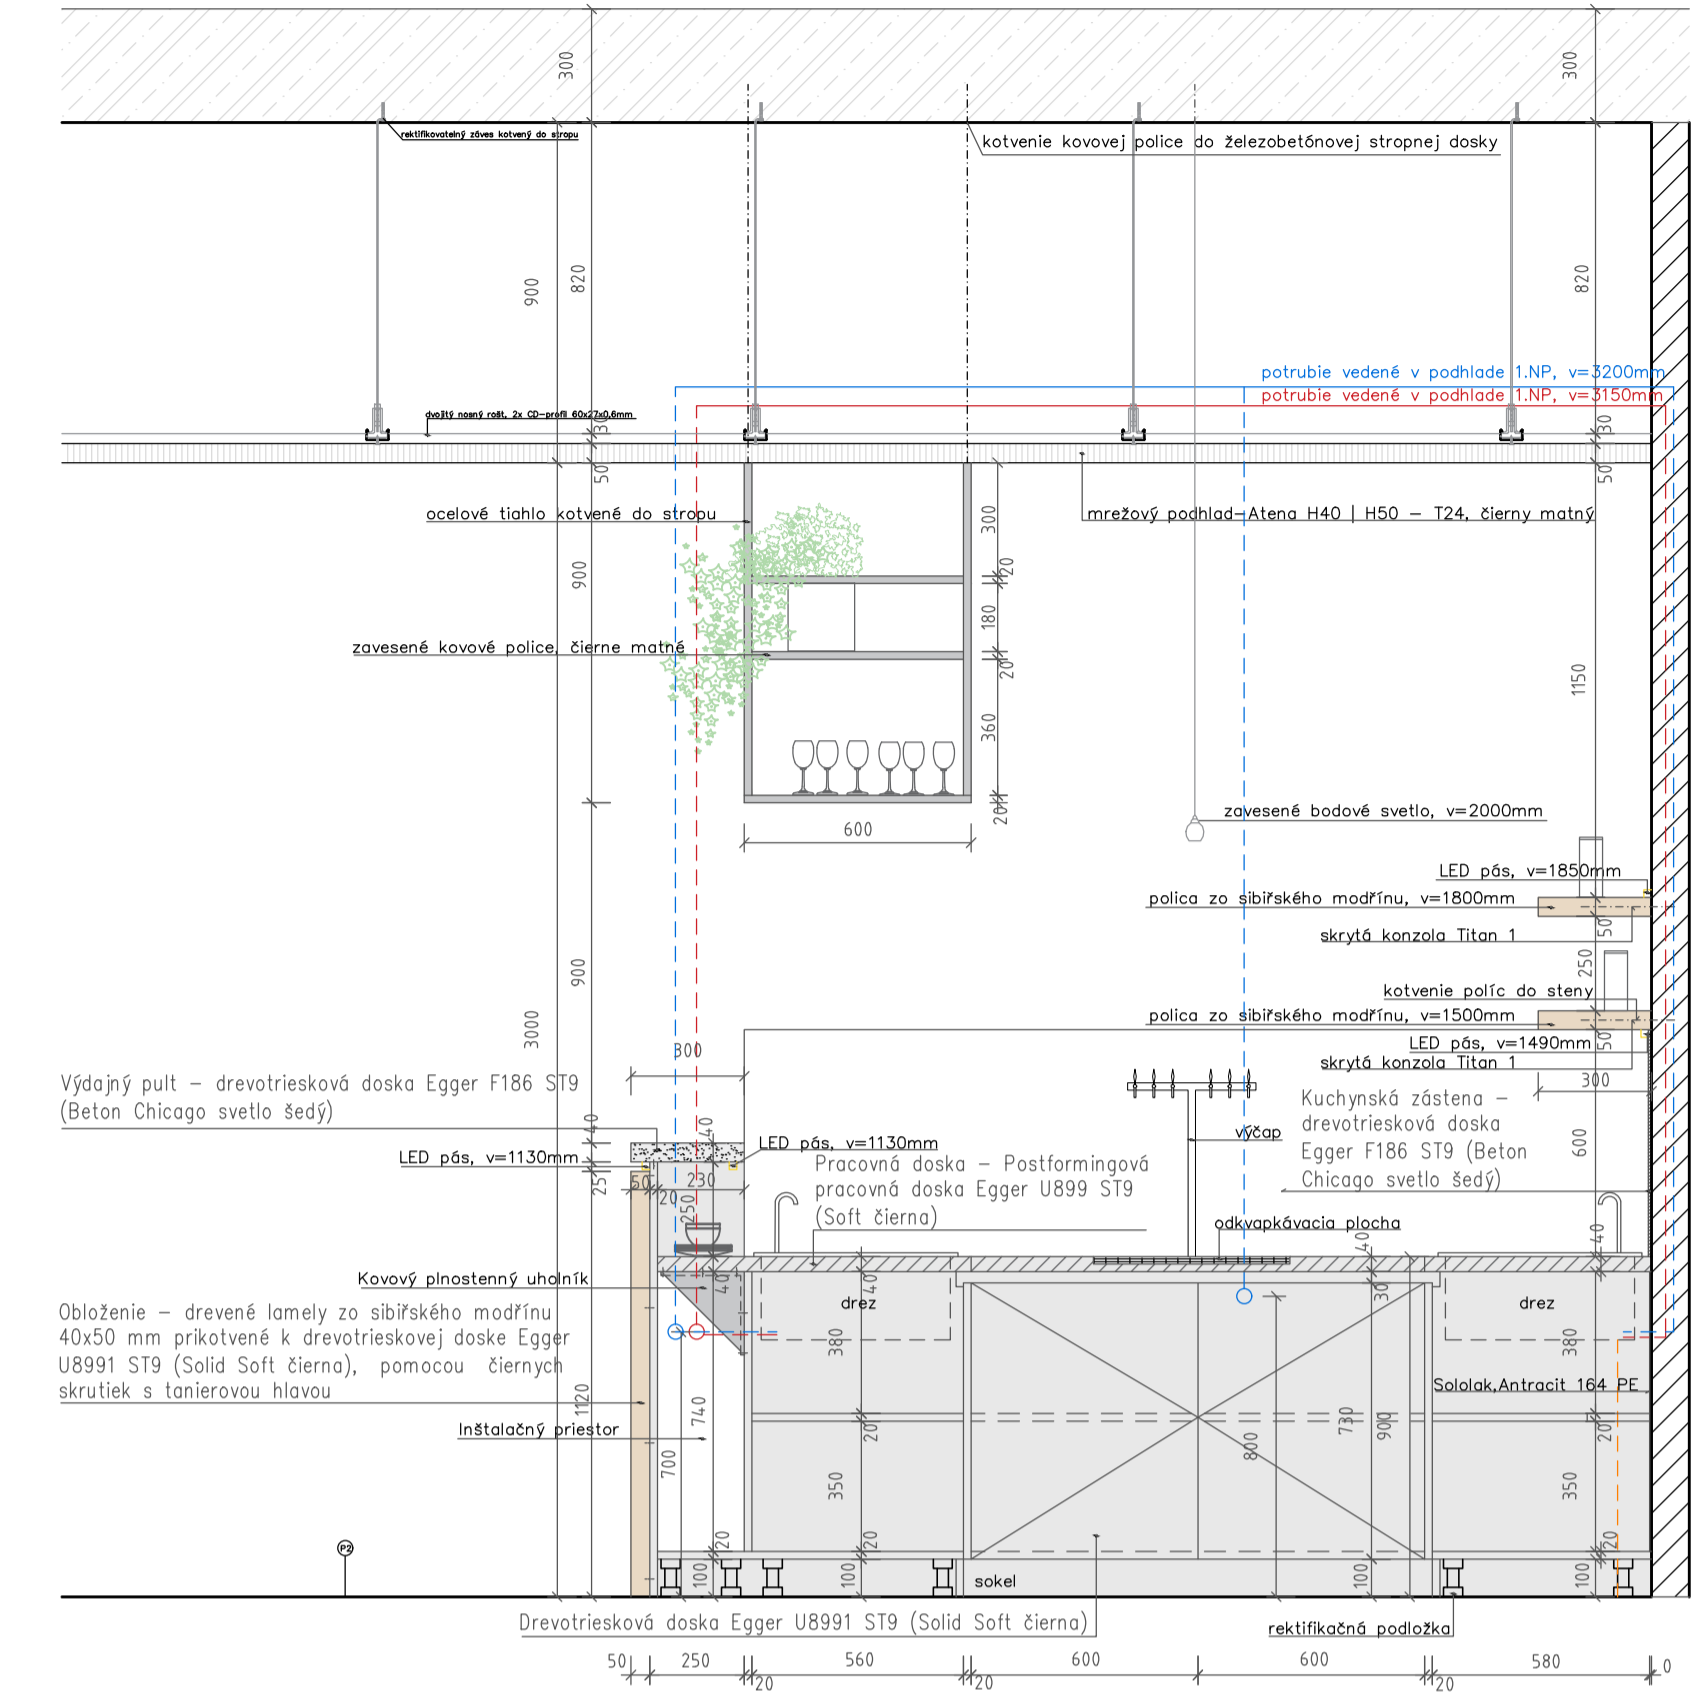 300
300
rektifikovatelný záves kotvený do stropu
kotvenie kovovej police do železobetónovej stropnej dosky
900
820
820
potrubie vedené v podhlade 1.NP, v=3200mm
potrubie vedené v podhlade 1.NP, v=3150mm
dvojitý nosný rošt, 2x CD-profil 60x27x0,6mm
30
30
50
50
ocelové tiahlo kotvené do stropu
300
mrežový podhlad-Atena H40 | H50 – T24, čierny matný
900
20
180
zavesené kovové police, čierne matné
20
1150
360
20
zavesené bodové svetlo, v=2000mm
600
LED pás, v=1850mm
polica zo sibiřského modřínu, v=1800mm
50
skrytá konzola Titan 1
900
250
kotvenie políc do steny
polica zo sibiřského modřínu, v=1500mm
3000
50
LED pás, v=1490mm
300
skrytá konzola Titan 1
300
Výdajný pult – drevotriesková doska Egger F186 ST9
(Beton Chicago svetlo šedý)
Kuchynská zástena –
drevotriesková doska
Egger F186 ST9 (Beton
Chicago svetlo šedý)
40
40
výčap
600
LED pás, v=1130mm
LED pás, v=1130mm
25
50
20
230
250
Pracovná doska – Postformingová
pracovná doska Egger U899 ST9
(Soft čierna)
odkvapkávacia plocha
40
40
Kovový plnostenný uholník
40
40
30
drez
drez
Obloženie – drevené lamely zo sibiřského modřínu
40x50 mm prikotvené k drevotrieskovej doske Egger
U8991 ST9 (Solid Soft čierna), pomocou čiernych
skrutiek s tanierovou hlavou
380
380
Sololak,Antracit 164 PE
1120
740
730
900
Inštalačný priestor
20
20
700
800
350
350
20
20
20
P2
100
100
100
100
sokel
Drevotriesková doska Egger U8991 ST9 (Solid Soft čierna)
rektifikačná podložka
50
250
20
560
20
600
600
20
580
0